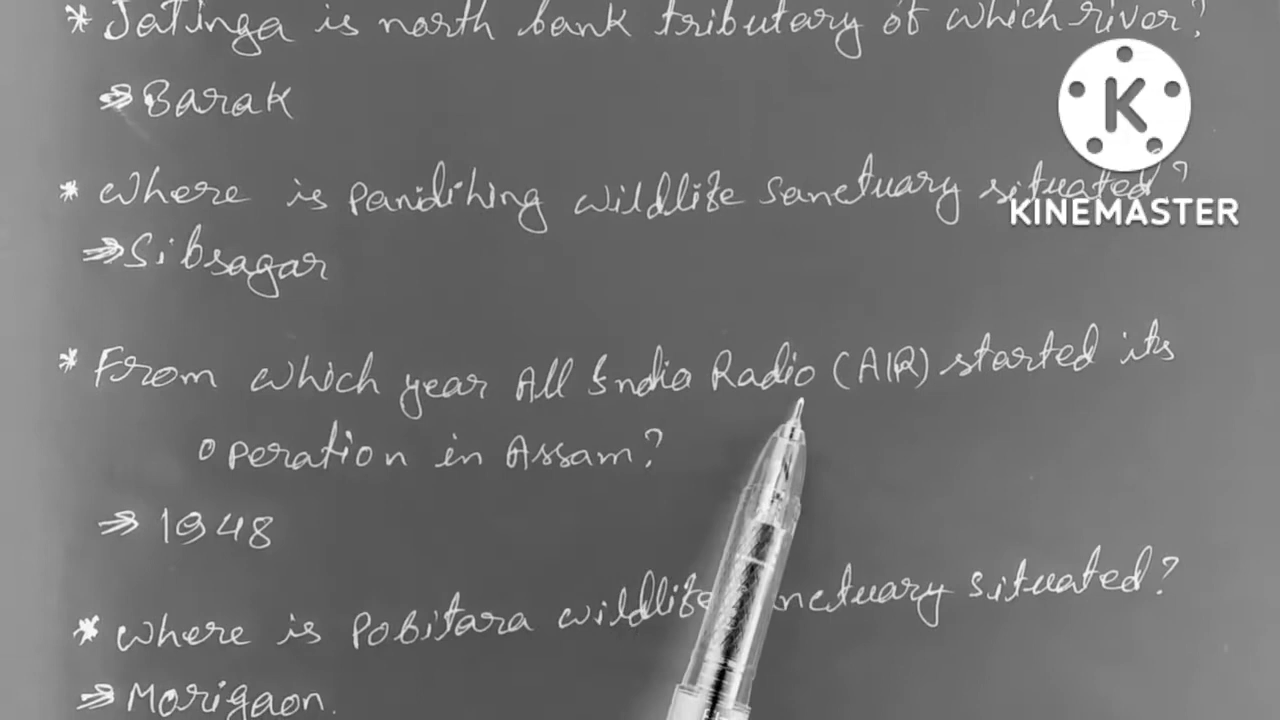 * Jatinga is north bank tributary of which river?
⇒ Barak
* Where is panidihing wildlife sanctuary situated?
⇒ Sibsagar
* From which year All India Radio (AIR) started its
operation in Assam?
⇒ 1948
* Where is Pobitara wildlife sanctuary situated?
⇒ Morigaon.
K
KINEMASTER